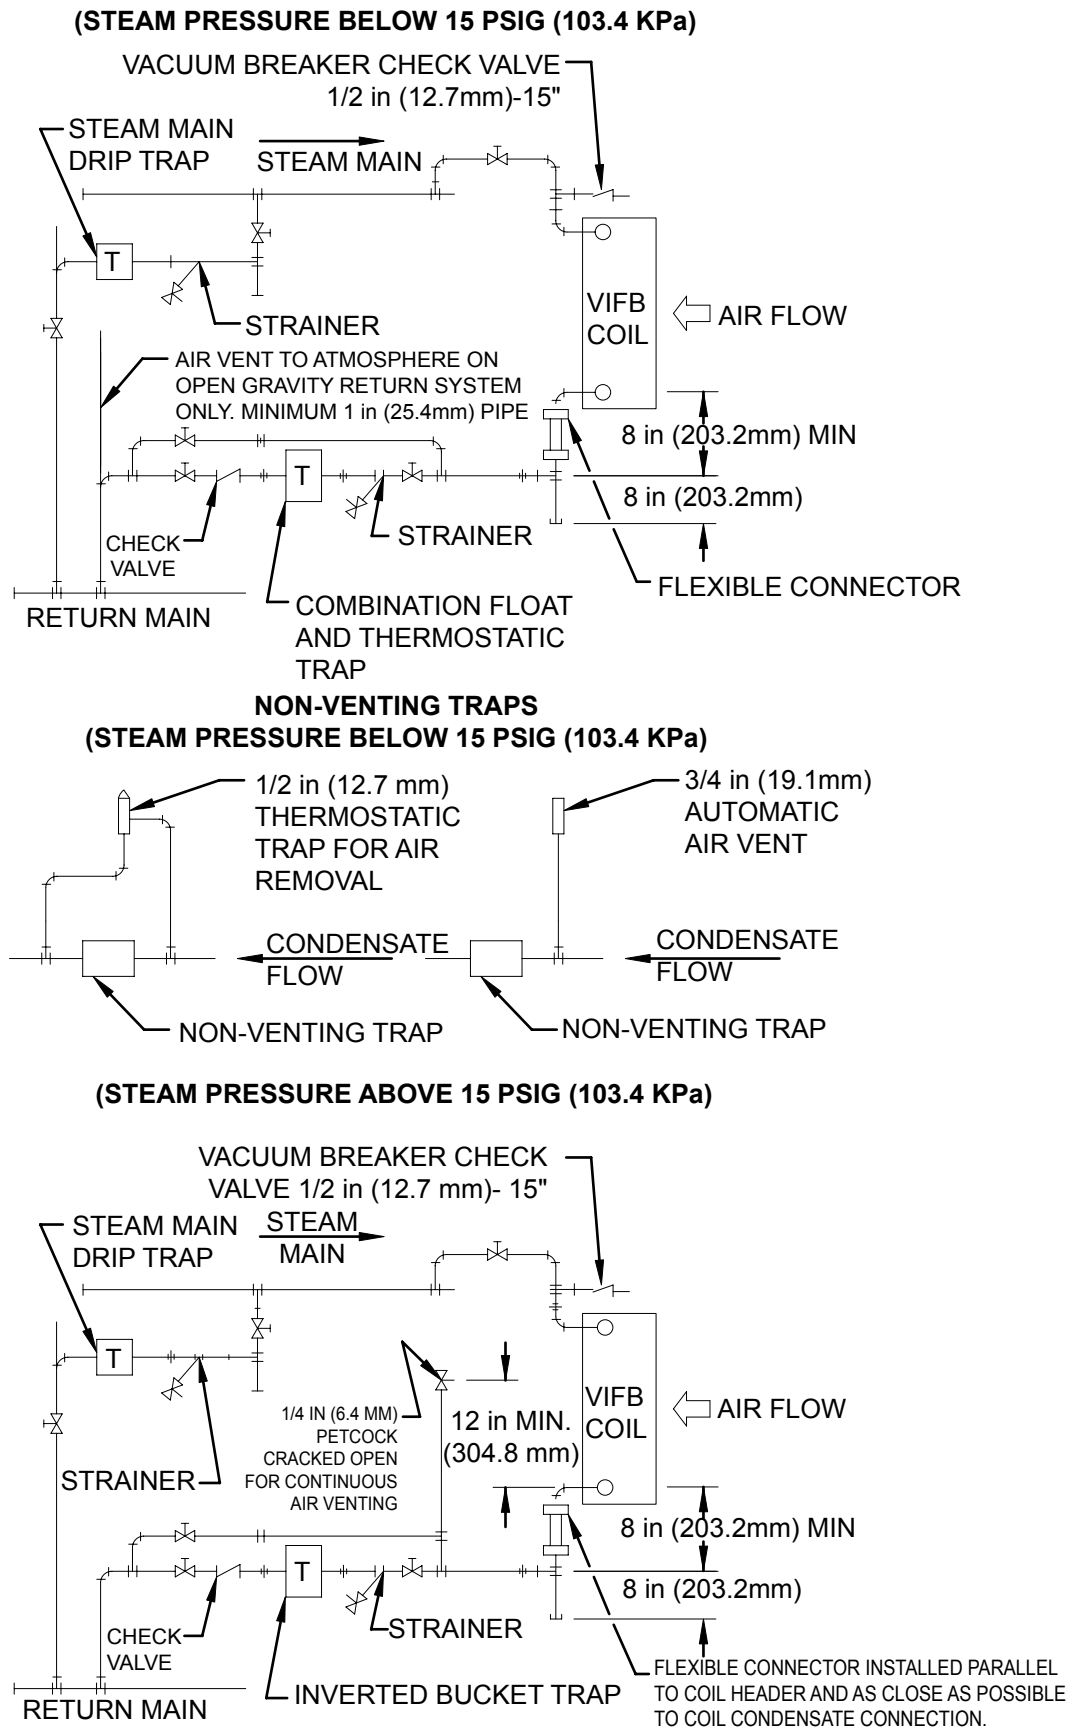 (STEAM PRESSURE BELOW 15 PSIG (103.4 KPa)
VACUUM BREAKER CHECK VALVE
1/2 in (12.7mm)-15"
STEAM MAIN
DRIP TRAP
STEAM MAIN
T
STRAINER
VIFB
COIL
AIR FLOW
AIR VENT TO ATMOSPHERE ON
OPEN GRAVITY RETURN SYSTEM
ONLY. MINIMUM 1 in (25.4mm) PIPE
8 in (203.2mm) MIN
T
8 in (203.2mm)
CHECK
VALVE
STRAINER
FLEXIBLE CONNECTOR
RETURN MAIN
COMBINATION FLOAT
AND THERMOSTATIC
TRAP
NON-VENTING TRAPS
(STEAM PRESSURE BELOW 15 PSIG (103.4 KPa)
1/2 in (12.7 mm)
THERMOSTATIC
TRAP FOR AIR
REMOVAL
3/4 in (19.1mm)
AUTOMATIC
AIR VENT
CONDENSATE
FLOW
CONDENSATE
FLOW
NON-VENTING TRAP
NON-VENTING TRAP
(STEAM PRESSURE ABOVE 15 PSIG (103.4 KPa)
VACUUM BREAKER CHECK
VALVE 1/2 in (12.7 mm)- 15"
STEAM MAIN
DRIP TRAP
STEAM
MAIN
T
VIFB
COIL
AIR FLOW
1/4 IN (6.4 MM)
PETCOCK
CRACKED OPEN
FOR CONTINUOUS
AIR VENTING
12 in MIN.
(304.8 mm)
STRAINER
8 in (203.2mm) MIN
T
8 in (203.2mm)
CHECK
VALVE
STRAINER
RETURN MAIN
INVERTED BUCKET TRAP
FLEXIBLE CONNECTOR INSTALLED PARALLEL
TO COIL HEADER AND AS CLOSE AS POSSIBLE
TO COIL CONDENSATE CONNECTION.